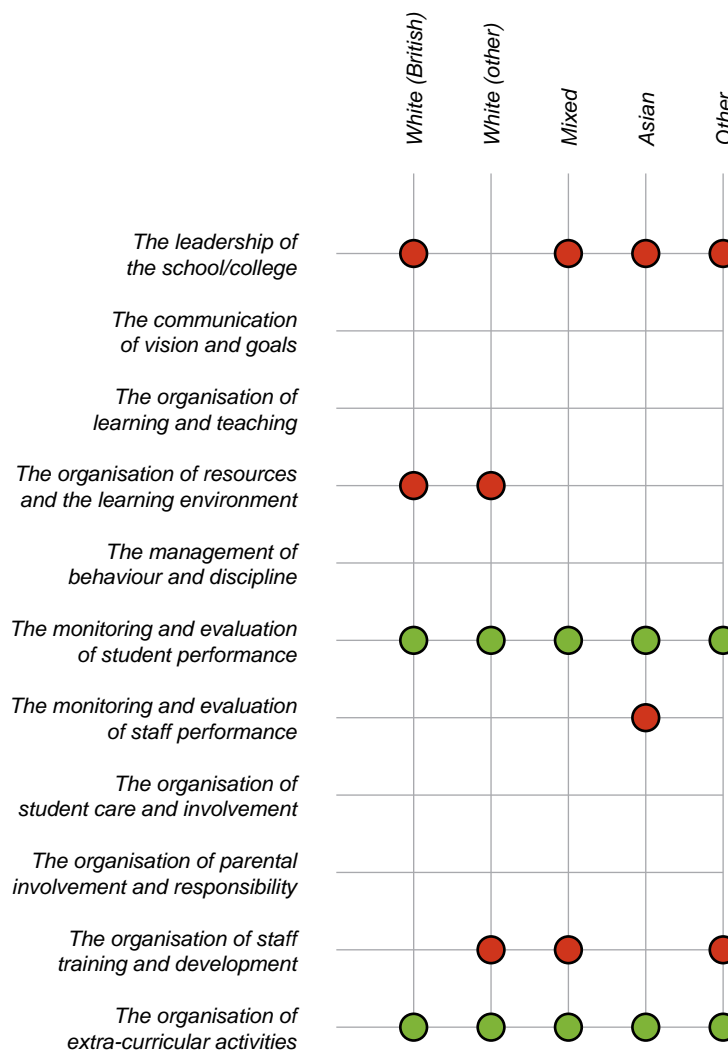 White (British)
White (other)
Mixed
Asian
Other
The leadership of
the school/college
The communication
of vision and goals
The organisation of
learning and teaching
The organisation of resources
and the learning environment
The management of
behaviour and discipline
The monitoring and evaluation
of student performance
The monitoring and evaluation
of staff performance
The organisation of
student care and involvement
The organisation of parental
involvement and responsibility
The organisation of staff
training and development
The organisation of
extra-curricular activities